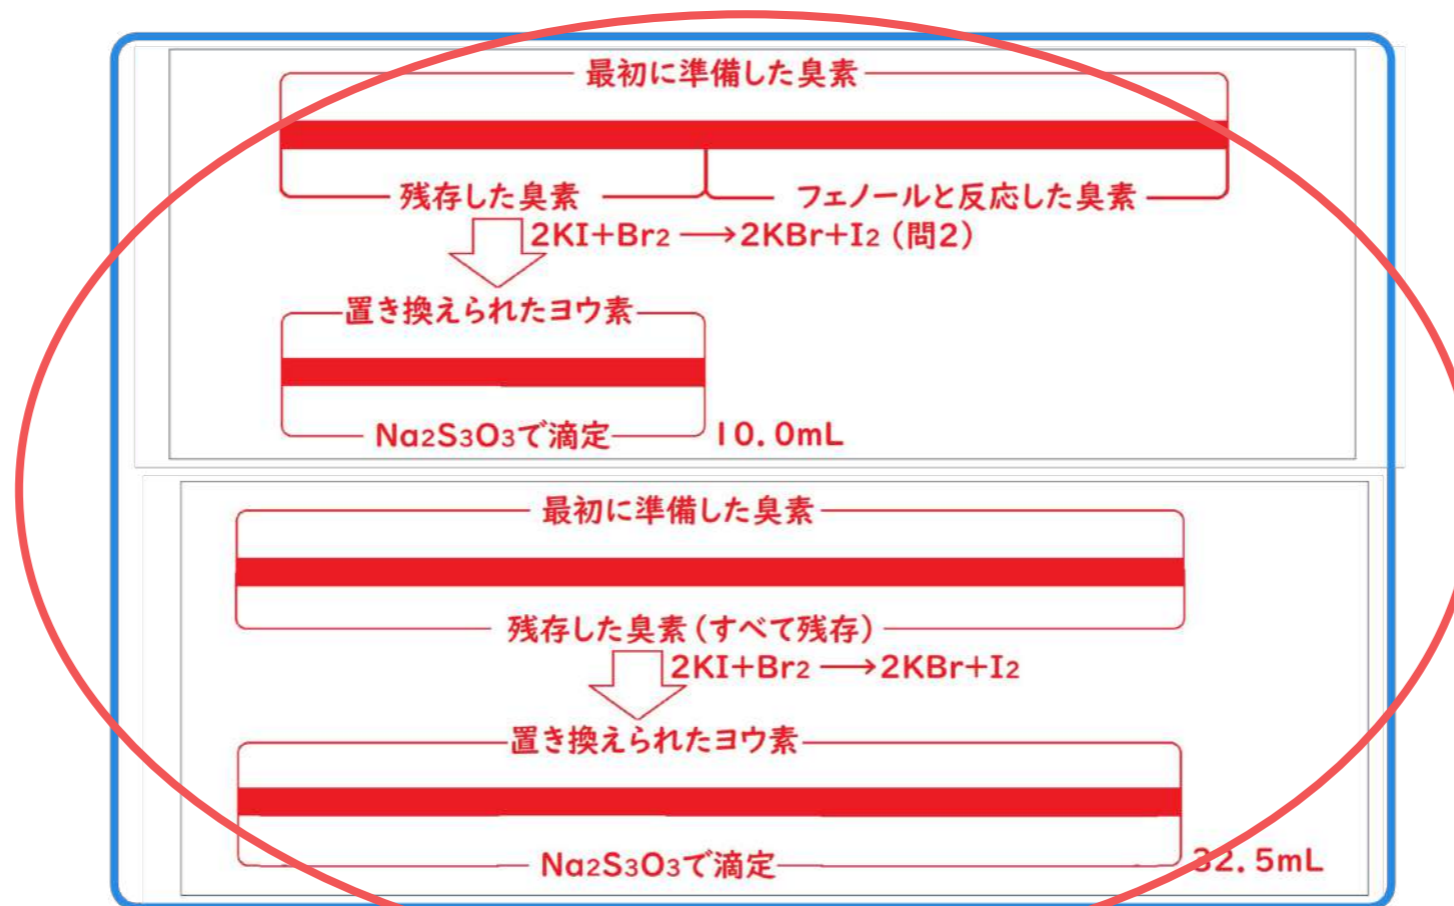 最初に準備した臭素
残存した臭素 フェノールと反応した臭素
2KI+Br2 ⟶2KBr+I2 (問2)
置き換えられたヨウ素
Na2S3O3で滴定 10.0mL
最初に準備した臭素
残存した臭素(すべて残存)
2KI+Br2 ⟶2KBr+I2
置き換えられたヨウ素
Na2S3O3で滴定 32.5mL